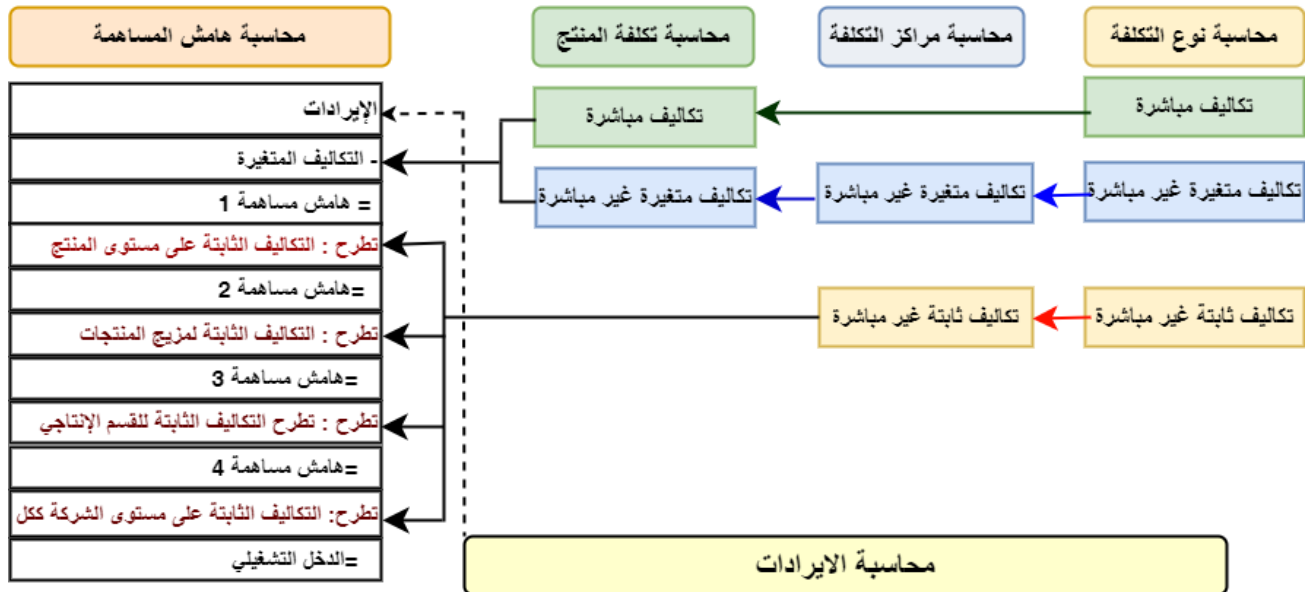 محاسبة نوع التكلفة
محاسبة مراكز التكلفة
محاسبة تكلفة المنتج
محاسبة هامش المساهمة
تكاليف مباشرة
تكاليف مباشرة
الإيرادات
تكاليف متغيرة غير مباشرة
تكاليف متغيرة غير مباشرة
تكاليف متغيرة غير مباشرة
- التكاليف المتغيرة
= هامش مساهمة 1
تطرح : التكاليف الثابتة على مستوى المنتج
=هامش مساهمة 2
تكاليف ثابتة غير مباشرة
تكاليف ثابتة غير مباشرة
تطرح : التكاليف الثابتة لمزيج المنتجات
=هامش مساهمة 3
تطرح : تطرح التكاليف الثابتة للقسم الإنتاجي
=هامش مساهمة 4
تطرح: التكاليف الثابتة على مستوى الشركة ككل
=الدخل التشغيلي
محاسبة الايرادات